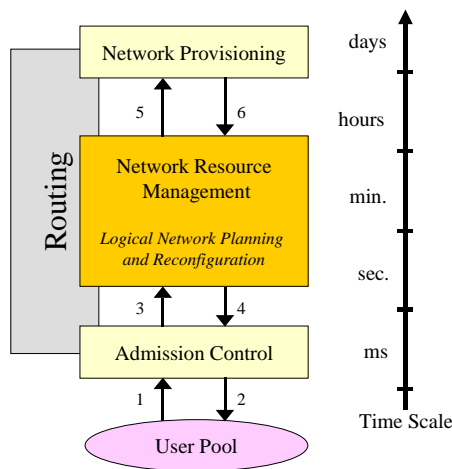 Network Provisioning
days
5
6
hours
Routing
Network Resource
Management
min.
Logical Network Planning
and Reconfiguration
sec.
3
4
Admission Control
ms
1
2
Time Scale
User Pool